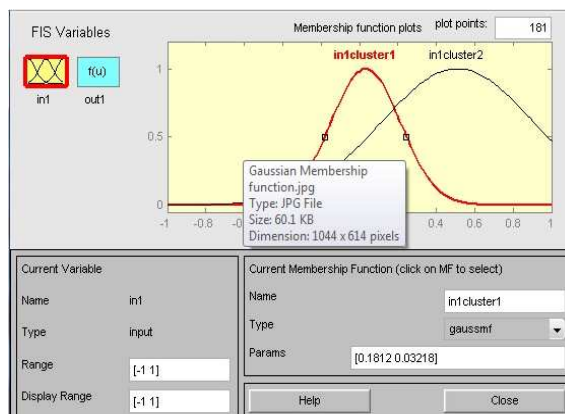 FIS Variables
Membership function plots
plot points:
181
f(u)
in1
out1
in1cluster1
in1cluster2
1
0.5
0
-1
-0.8
-0.6
0.4
0.6
0.8
1
Gaussian Membership
function.jpg
Type: JPG File
Size: 60.1 KB
Dimension: 1044 x 614 pixels
Current Variable
Name
in1
Type
input
Range
[-1 1]
Display Range
[-1 1]
Current Membership Function (click on MF to select)
Name
in1cluster1
Type
gaussmf
Params
[0.1812 0.03218]
Help
Close